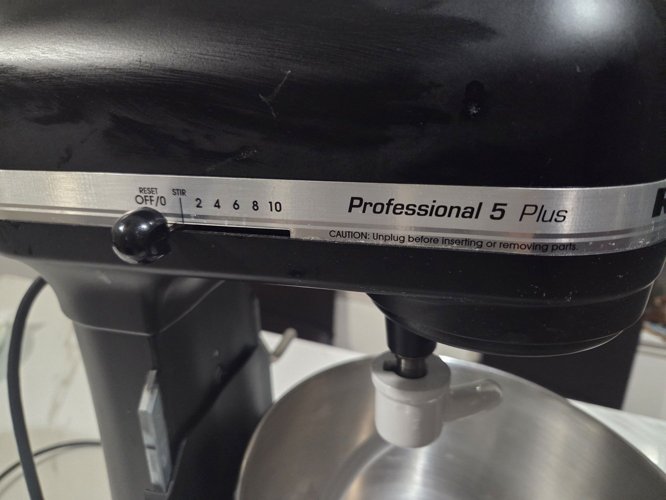 RESET STIR
OFF/0 2 4 6 8 10
Professional 5 Plus
CAUTION: Unplug before inserting or removing parts.